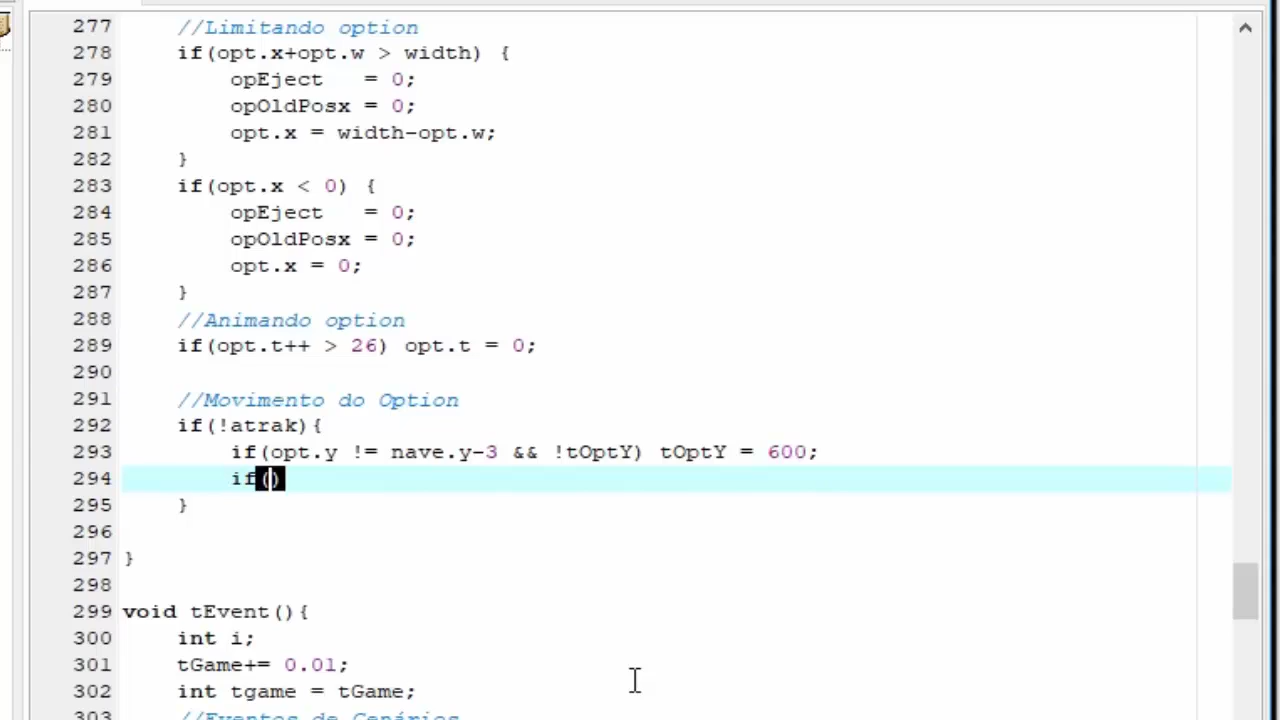 277 //Limitando option
278 if(opt.x+opt.w > width) {
279 opEject   = 0;
280 opOldPosx = 0;
281 opt.x = width-opt.w;
282 }
283 if(opt.x < 0) {
284 opEject   = 0;
285 opOldPosx = 0;
286 opt.x = 0;
287 }
288 //Animando option
289 if(opt.t++ > 26) opt.t = 0;
290
291 //Movimento do Option
292 if(!atrak){
293 if(opt.y != nave.y-3 && !tOptY) tOptY = 600;
294 if()
295 }
296
297 }
298
299 void tEvent(){
300 int i;
301 tGame+= 0.01;
302 int tgame = tGame;
303 //Eventos de Cenários